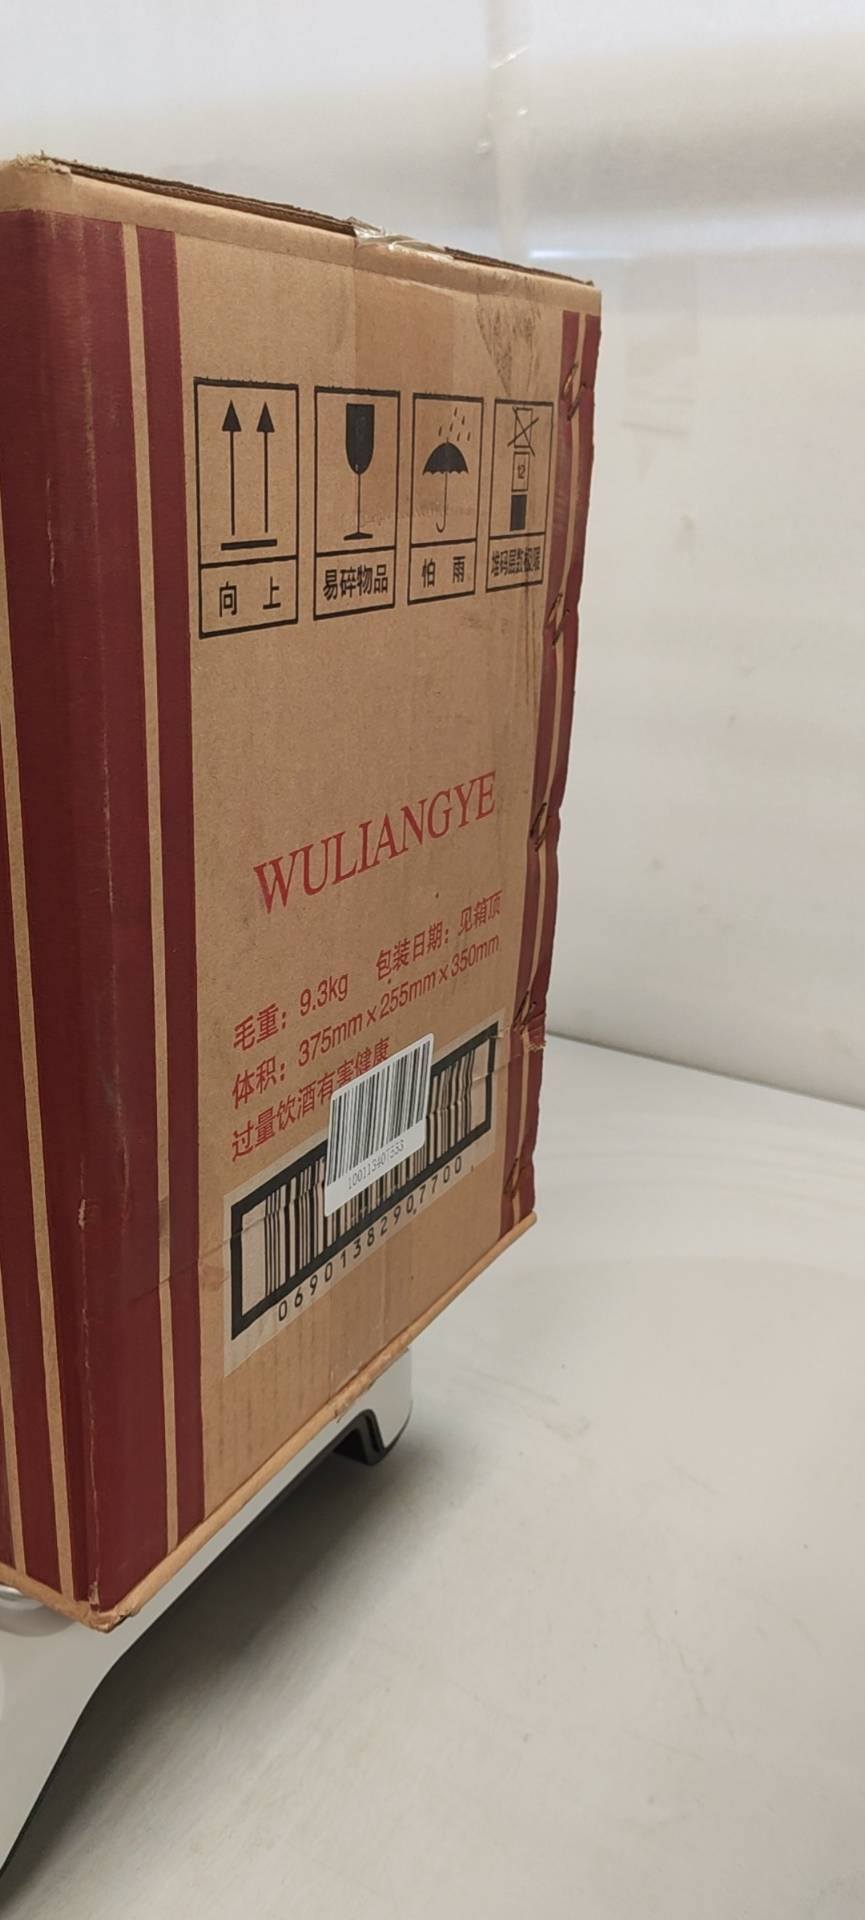 向 上
易碎物品
怕 雨
12
堆码层数极限
WULIANGYE
毛重：9.3kg 包装日期：见箱顶
体积：375mm×255mm×350mm
过量饮酒有害健康
06901382907700